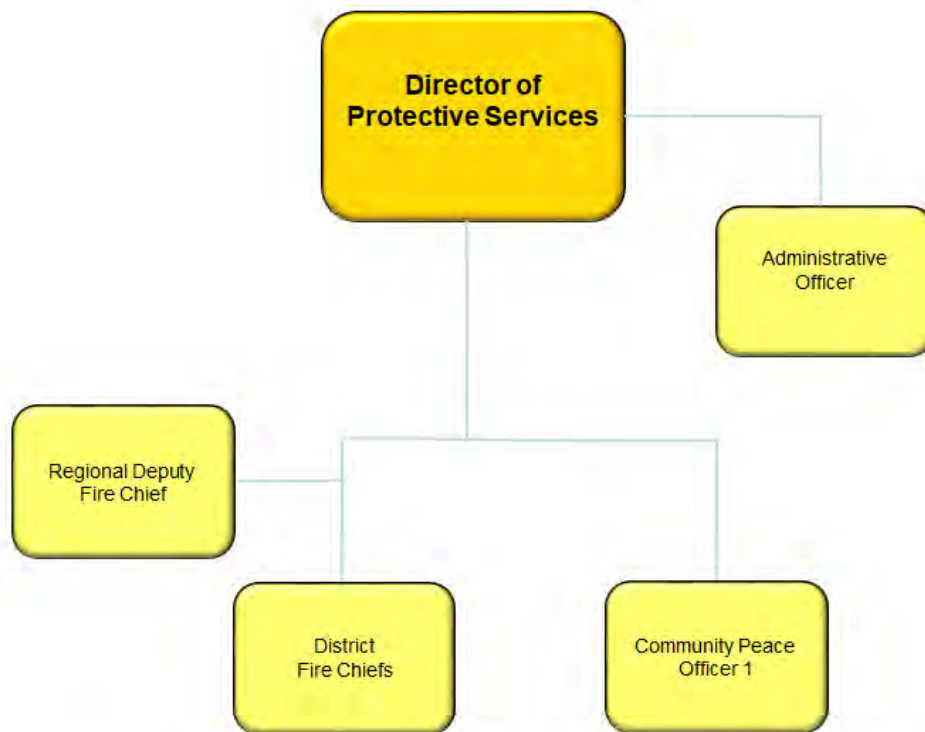 Director of
Protective Services
Administrative
Officer
Regional Deputy
Fire Chief
District
Fire Chiefs
Community Peace
Officer 1